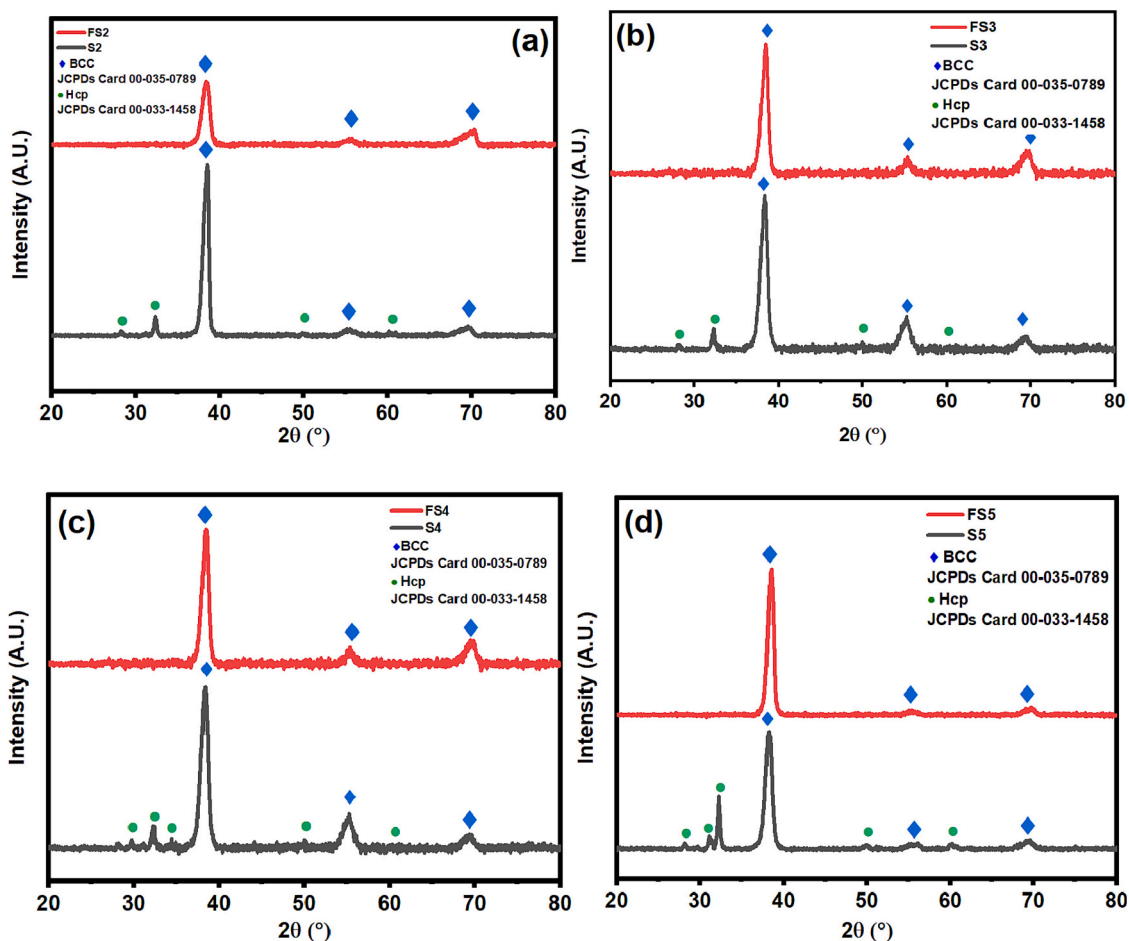 (a)
FS2
S2
BCC
JCPDs Card 00-035-0789
Hcp
JCPDs Card 00-033-1458
Intensity (A.U.)
20 30 40 50 60 70 80
2θ (°)
(b)
FS3
S3
BCC
JCPDs Card 00-035-0789
Hcp
JCPDs Card 00-033-1458
Intensity (A.U.)
20 30 40 50 60 70 80
2θ (°)
(c)
FS4
S4
BCC
JCPDs Card 00-035-0789
Hcp
JCPDs Card 00-033-1458
Intensity (A.U.)
20 30 40 50 60 70 80
2θ (°)
(d)
FS5
S5
BCC
JCPDs Card 00-035-0789
Hcp
JCPDs Card 00-033-1458
Intensity (A.U.)
20 30 40 50 60 70 80
2θ (°)